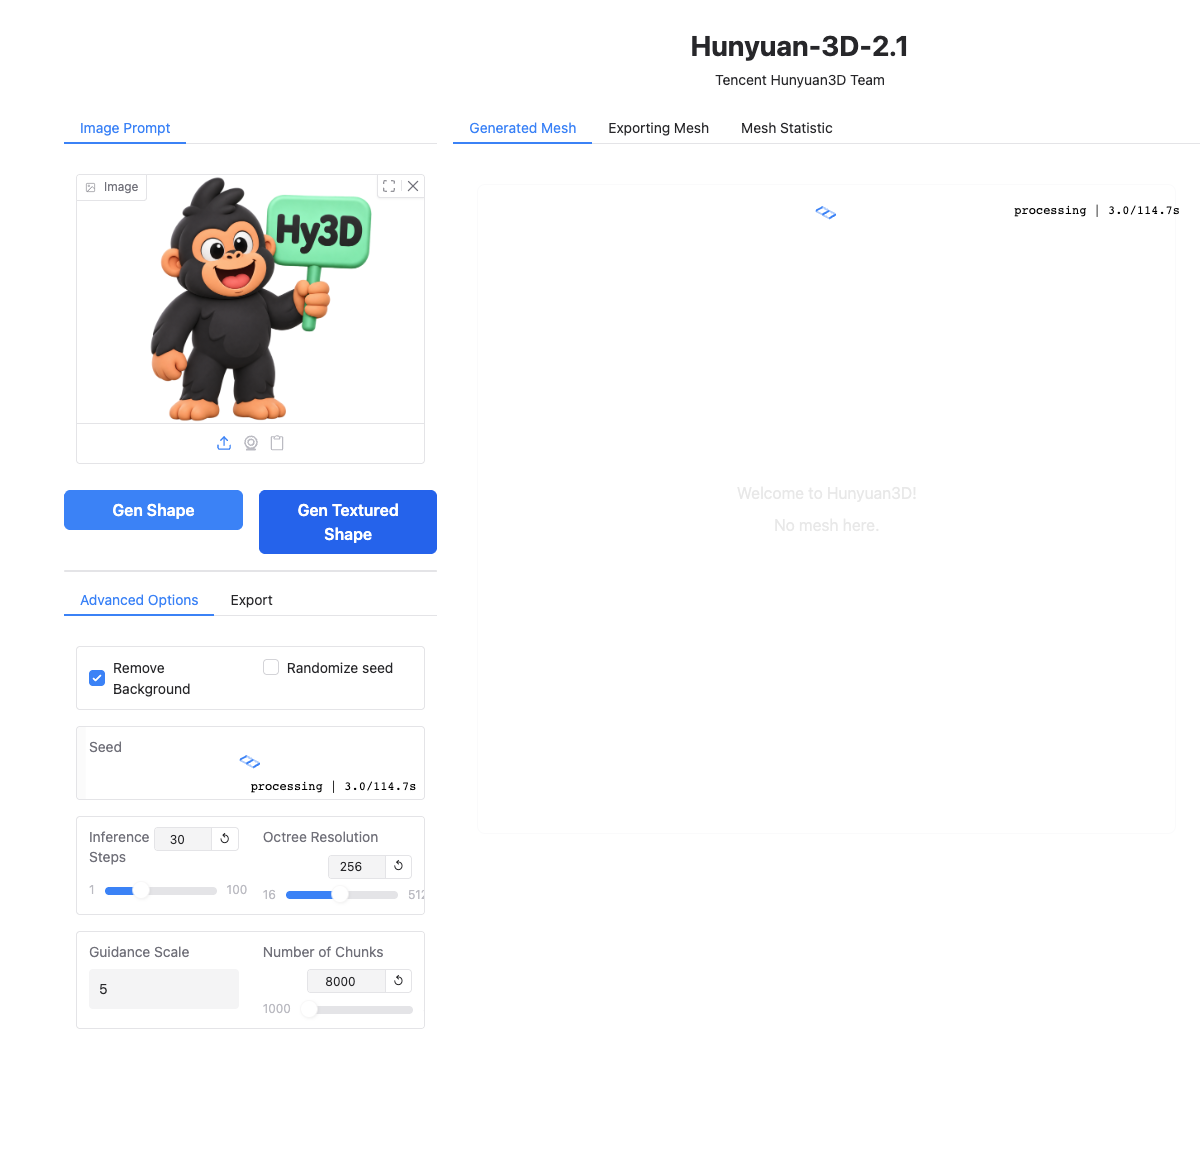 Hunyuan-3D-2.1
Tencent Hunyuan3D Team
Image Prompt
Generated Mesh
Exporting Mesh
Mesh Statistic
Image
Hy3D
processing | 3.0/114.7s
Welcome to Hunyuan3D!
No mesh here.
Gen Shape
Gen Textured
Shape
Advanced Options
Export
Remove
Background
Randomize seed
Seed
processing | 3.0/114.7s
Inference
Steps
30
1
100
Octree Resolution
256
16
512
Guidance Scale
5
Number of Chunks
8000
1000